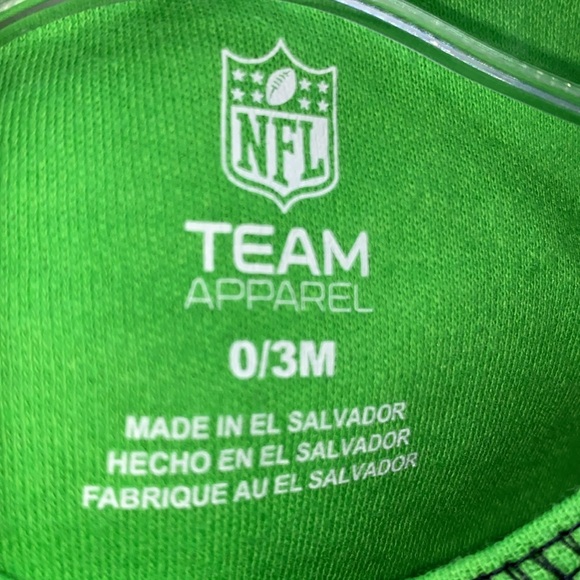 NFL
TEAM
APPAREL
0/3M
MADE IN EL SALVADOR
HECHO EN EL SALVADOR
FABRIQUE AU EL SALVADOR